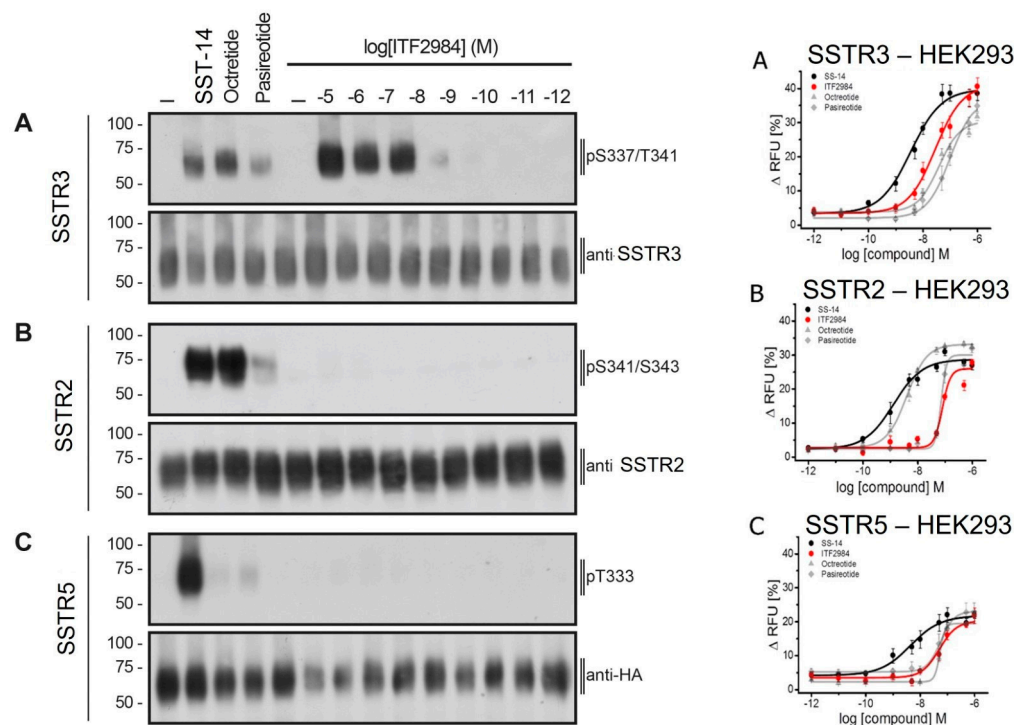 SST-14
Octretide
Pasireotide
log[ITF2984] (M)
– – -5 -6 -7 -8 -9 -10 -11 -12
A
SSTR3
100 -
75 -
50 -
pS337/T341
100 -
75 -
50 -
anti SSTR3
B
SSTR2
100 -
75 -
50 -
pS341/S343
100 -
75 -
50 -
anti SSTR2
C
SSTR5
100 -
75 -
50 -
pT333
100 -
75 -
50 -
anti-HA
A SSTR3 – HEK293
SS-14
ITF2984
Octreotide
Pasireotide
Δ RFU [%]
40
30
20
10
0
-12 -10 -8 -6
log [compound] M
B SSTR2 – HEK293
SS-14
ITF2984
Octreotide
Pasireotide
Δ RFU [%]
40
30
20
10
0
-12 -10 -8 -6
log [compound] M
C SSTR5 – HEK293
SS-14
ITF2984
Octreotide
Pasireotide
Δ RFU [%]
40
30
20
10
0
-12 -10 -8 -6
log [compound] M